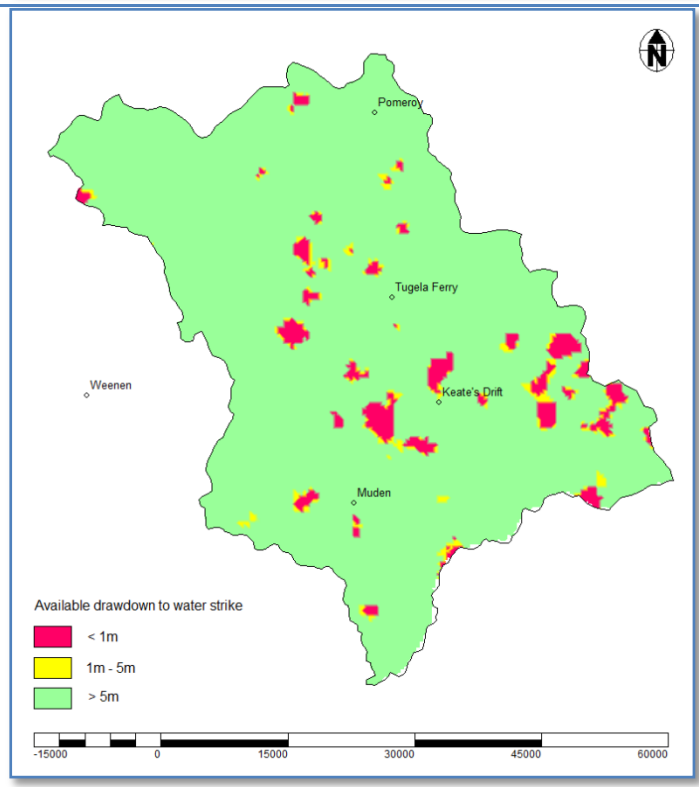 N
Pomeroy
Tugela Ferry
Weenen
Keate's Drift
Muden
Available drawdown to water strike
< 1m
1m - 5m
> 5m
-15000 0 15000 30000 45000 60000